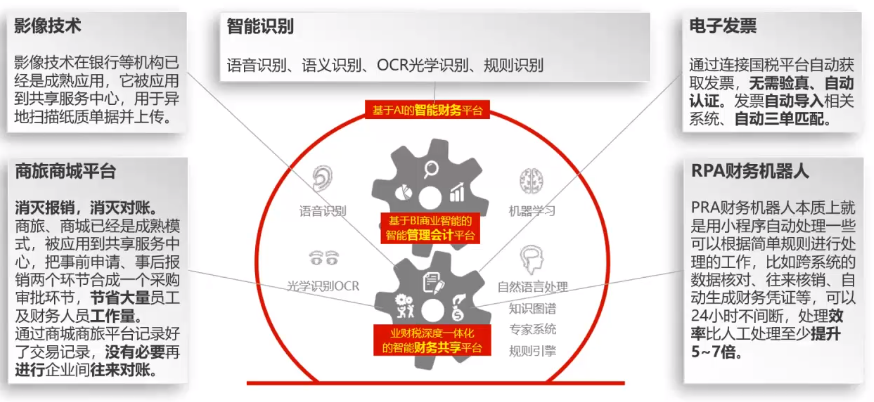 影像技术
影像技术在银行等机构已
经是成熟应用，它被应用
到共享服务中心，用于异
地扫描纸质单据并上传。
智能识别
语音识别、语义识别、OCR光学识别、规则识别
电子发票
通过连接国税平台自动获
取发票，无需验真、自动
认证。发票自动导入相关
系统、自动三单匹配。
商旅商城平台
消灭报销，消灭对账。
商旅、商城已经是成熟模
式，被应用到共享服务中
心，把事前申请、事后报
销两个环节合成一个采购
审批环节，节省大量员工
及财务人员工作量。
通过商城商旅平台记录好
了交易记录，没有必要再
进行企业间往来对账。
基于AI的智能财务平台
语音识别
机器学习
基于BI商业智能的
智能管理会计平台
光学识别OCR
自然语言处理
知识图谱
专家系统
规则引擎
业财税深度一体化
的智能财务共享平台
RPA财务机器人
PRA财务机器人本质上就
是用小程序自动处理一些
可以根据简单规则进行处
理的工作，比如跨系统的
数据核对、往来核销、自
动生成财务凭证等，可以
24小时不间断，处理效
率比人工处理至少提升
5~7倍。